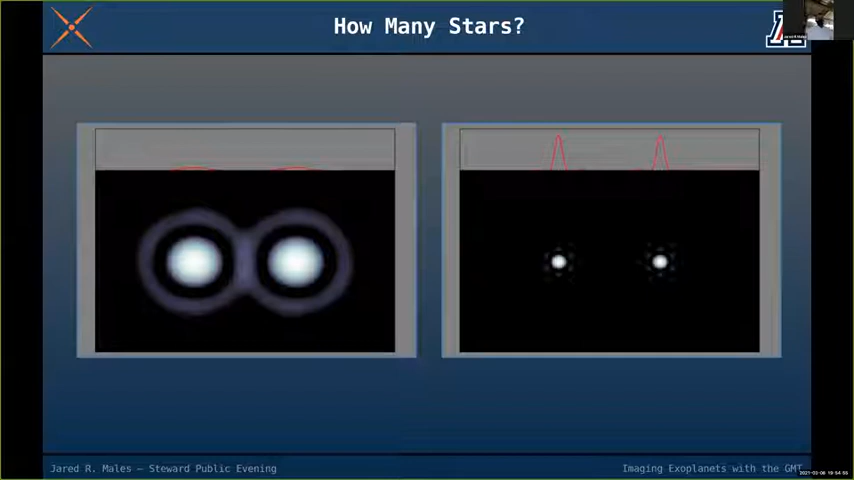 How Many Stars?
Jared R. Males – Steward Public Evening
Imaging Exoplanets with the GMT